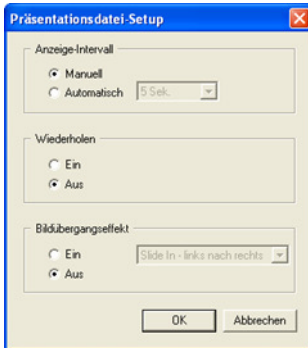 Präsentationsdatei-Setup
Anzeige-Intervall
Manuell
Automatisch 5 Sek.
Wiederholen
Ein
Aus
Bildübergangseffekt
Ein Slide In - links nach rechts
Aus
OK Abbrechen